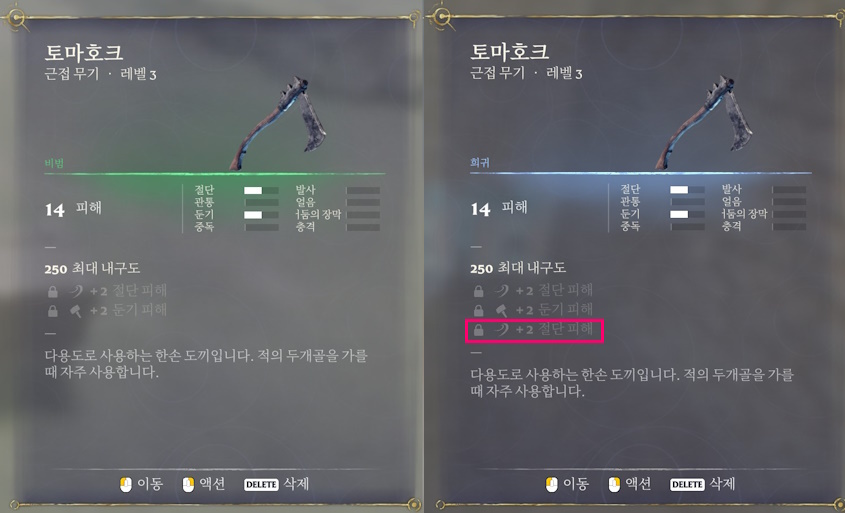 토마호크
근접 무기 · 레벨 3
비범
14 피해
절단
관통
둔기
중독
발사
얼음
둠의 장막
충격
250 최대 내구도
+2 절단 피해
+2 둔기 피해
다용도로 사용하는 한손 도끼입니다. 적의 두개골을 가를
때 자주 사용합니다.
이동
액션
DELETE 삭제
토마호크
근접 무기 · 레벨 3
희귀
14 피해
절단
관통
둔기
중독
발사
얼음
둠의 장막
충격
250 최대 내구도
+2 절단 피해
+2 둔기 피해
+2 절단 피해
다용도로 사용하는 한손 도끼입니다. 적의 두개골을 가를
때 자주 사용합니다.
이동
액션
DELETE 삭제